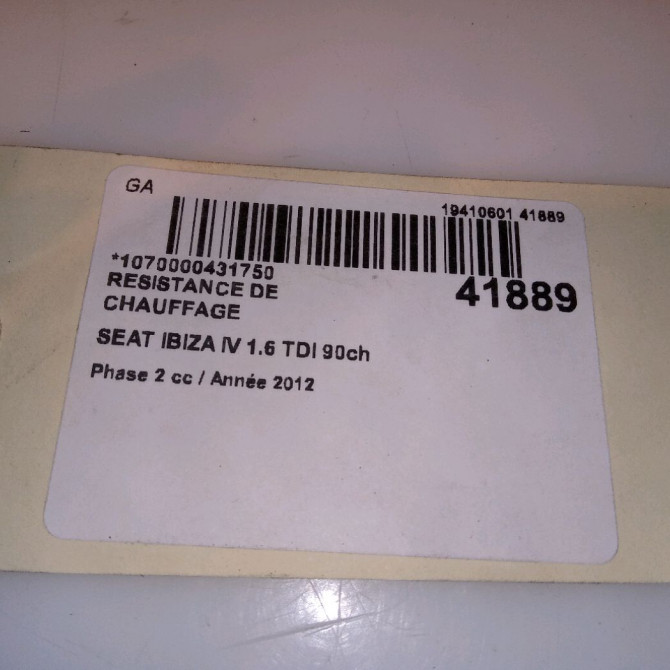 GA
19410601 41889
*1070000431750
41889
RESISTANCE DE
CHAUFFAGE
SEAT IBIZA IV 1.6 TDI 90ch
Phase 2 cc / Année 2012